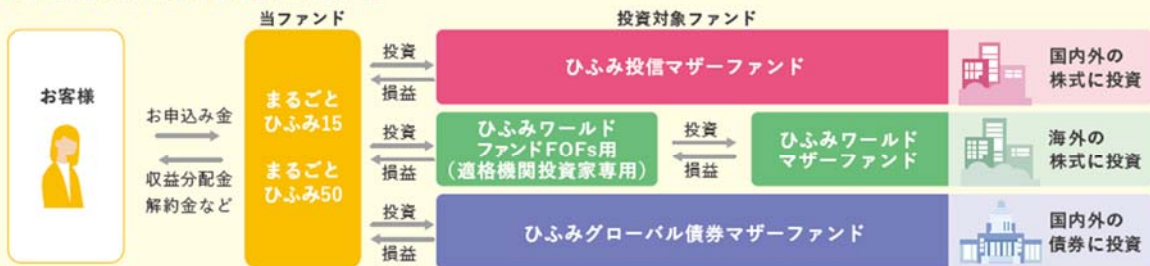 当ファンド
投資対象ファンド
お客様
お申込み金
収益分配金
解約金など
まるごと
ひふみ15
まるごと
ひふみ50
投資
損益
ひふみ投信マザーファンド
国内外の
株式に投資
投資
損益
ひふみワールド
ファンドFOFs用
(適格機関投資家専用)
投資
損益
ひふみワールド
マザーファンド
海外の
株式に投資
投資
損益
ひふみグローバル債券マザーファンド
国内外の
債券に投資